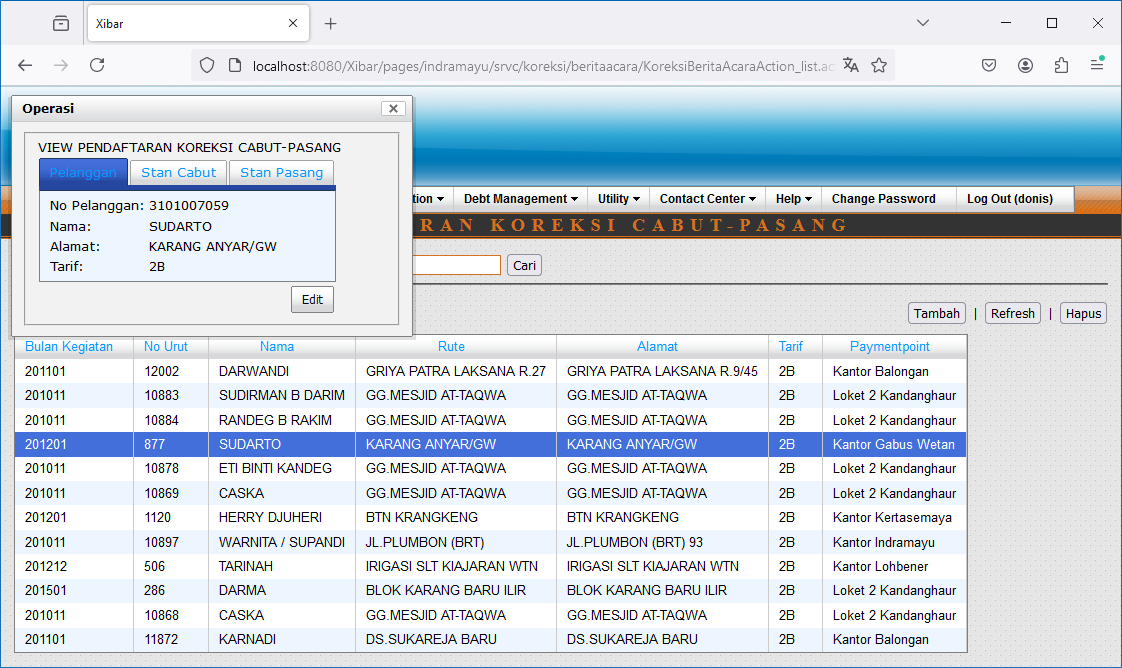 Xibar
localhost:8080/Xibar/pages/indramayu/srvc/koreksi/beritaacara/KoreksiBeritaAcaraAction_list.ac
Operasi
VIEW PENDAFTARAN KOREKSI CABUT-PASANG
Pelanggan Stan Cabut Stan Pasang
No Pelanggan: 3101007059
Nama: SUDARTO
Alamat: KARANG ANYAR/GW
Tarif: 2B
Edit
tion Debt Management Utility Contact Center Help Change Password Log Out (donis)
RAN KOREKSI CABUT-PASANG
Cari
Tambah | Refresh | Hapus
Bulan Kegiatan No Urut Nama Rute Alamat Tarif Paymentpoint
201101 12002 DARWANDI GRIYA PATRA LAKSANA R.27 GRIYA PATRA LAKSANA R.9/45 2B Kantor Balongan
201011 10883 SUDIRMAN B DARIM GG.MESJID AT-TAQWA GG.MESJID AT-TAQWA 2B Loket 2 Kandanghaur
201011 10884 RANDEG B RAKIM GG.MESJID AT-TAQWA GG.MESJID AT-TAQWA 2B Loket 2 Kandanghaur
201201 877 SUDARTO KARANG ANYAR/GW KARANG ANYAR/GW 2B Kantor Gabus Wetan
201011 10878 ETI BINTI KANDEG GG.MESJID AT-TAQWA GG.MESJID AT-TAQWA 2B Loket 2 Kandanghaur
201011 10869 CASKA GG.MESJID AT-TAQWA GG.MESJID AT-TAQWA 2B Loket 2 Kandanghaur
201201 1120 HERRY DJUHERI BTN KRANGKENG BTN KRANGKENG 2B Kantor Kertasemaya
201011 10897 WARNITA / SUPANDI JL.PLUMBON (BRT) JL.PLUMBON (BRT) 93 2B Kantor Indramayu
201212 506 TARINAH IRIGASI SLT KIAJARAN WTN IRIGASI SLT KIAJARAN WTN 2B Kantor Lohbener
201501 286 DARMA BLOK KARANG BARU ILIR BLOK KARANG BARU ILIR 2B Loket 2 Kandanghaur
201011 10868 CASKA GG.MESJID AT-TAQWA GG.MESJID AT-TAQWA 2B Loket 2 Kandanghaur
201101 11872 KARNADI DS.SUKAREJA BARU DS.SUKAREJA BARU 2B Kantor Balongan